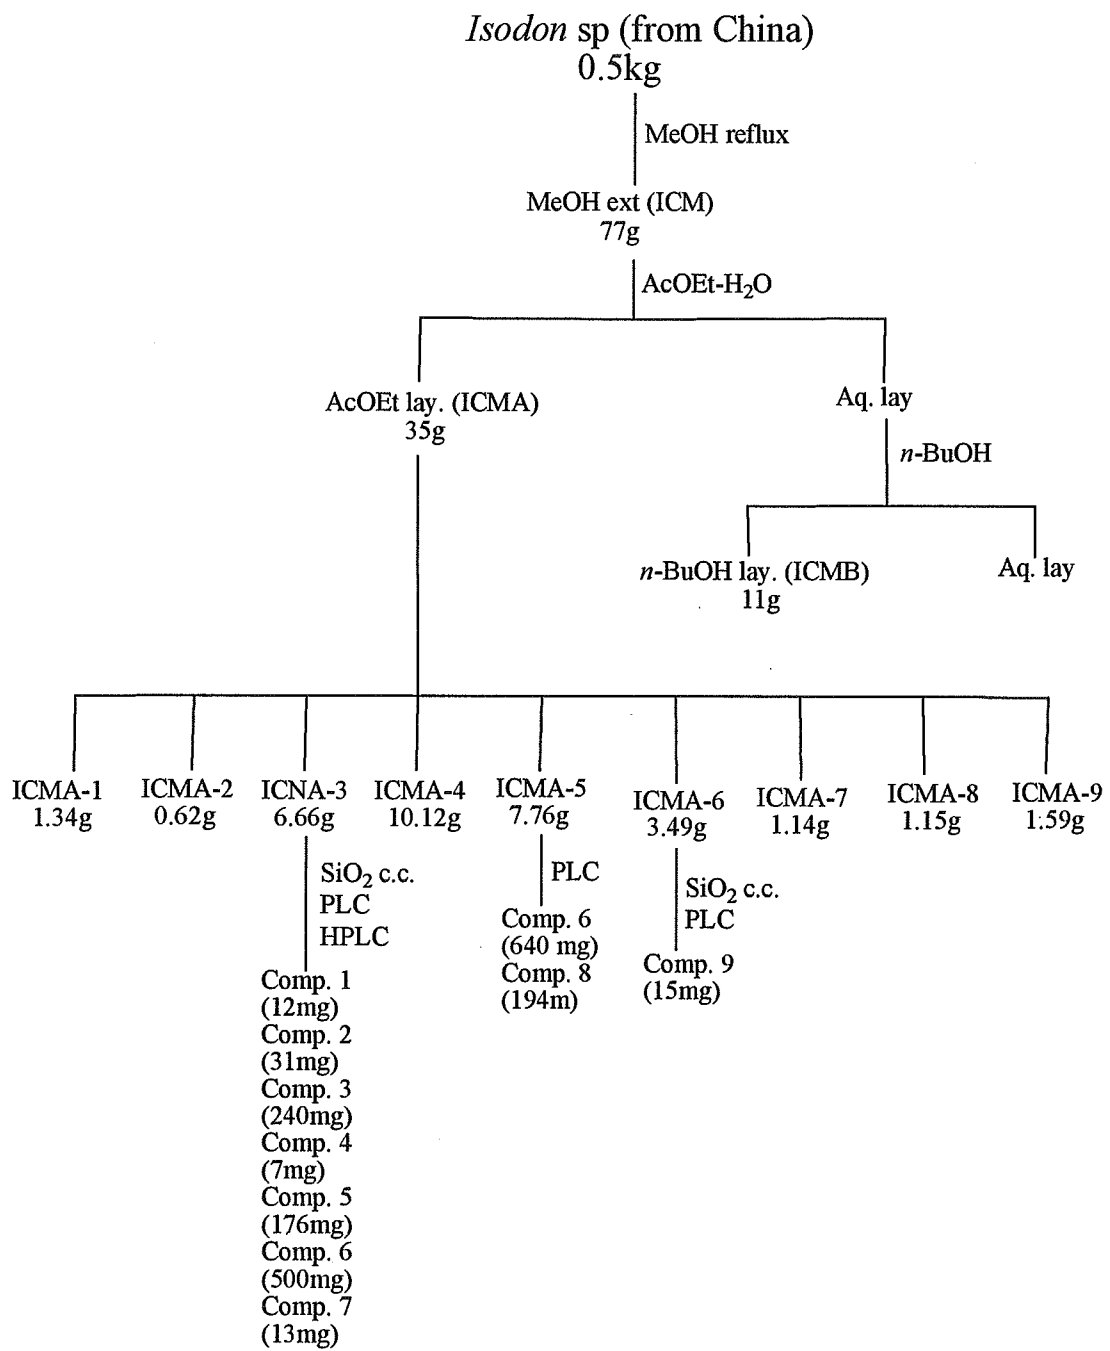 Isodon sp (from China)
0.5kg
MeOH reflux
MeOH ext (ICM)
77g
AcOEt-H₂O
AcOEt lay. (ICMA)
35g
Aq. lay
n-BuOH
n-BuOH lay. (ICMB)
11g
Aq. lay
ICMA-1
1.34g
ICMA-2
0.62g
ICNA-3
6.66g
ICMA-4
10.12g
ICMA-5
7.76g
ICMA-6
3.49g
ICMA-7
1.14g
ICMA-8
1.15g
ICMA-9
1:59g
SiO₂ c.c.
PLC
HPLC
Comp. 1
(12mg)
Comp. 2
(31mg)
Comp. 3
(240mg)
Comp. 4
(7mg)
Comp. 5
(176mg)
Comp. 6
(500mg)
Comp. 7
(13mg)
PLC
Comp. 6
(640 mg)
Comp. 8
(194m)
SiO₂ c.c.
PLC
Comp. 9
(15mg)